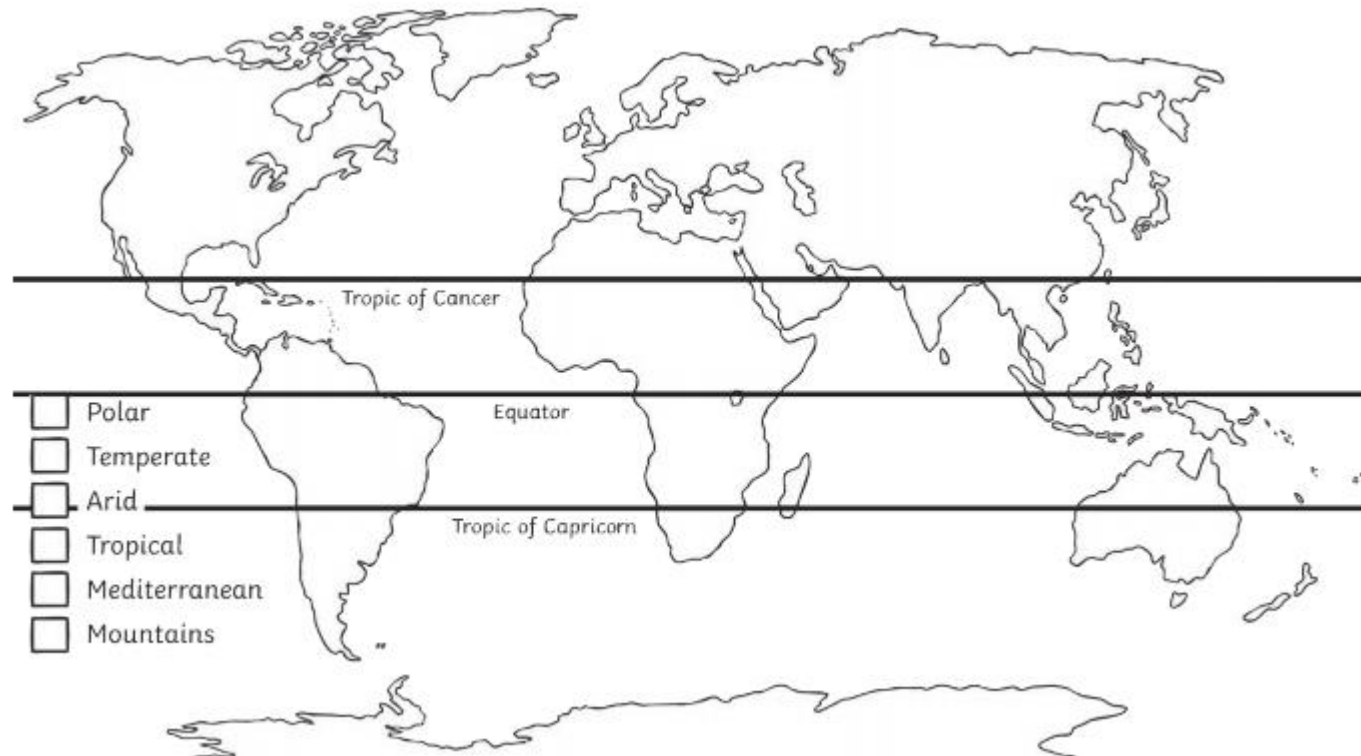 Tropic of Cancer
Equator
Polar
Temperate
Arid
Tropic of Capricorn
Tropical
Mediterranean
Mountains